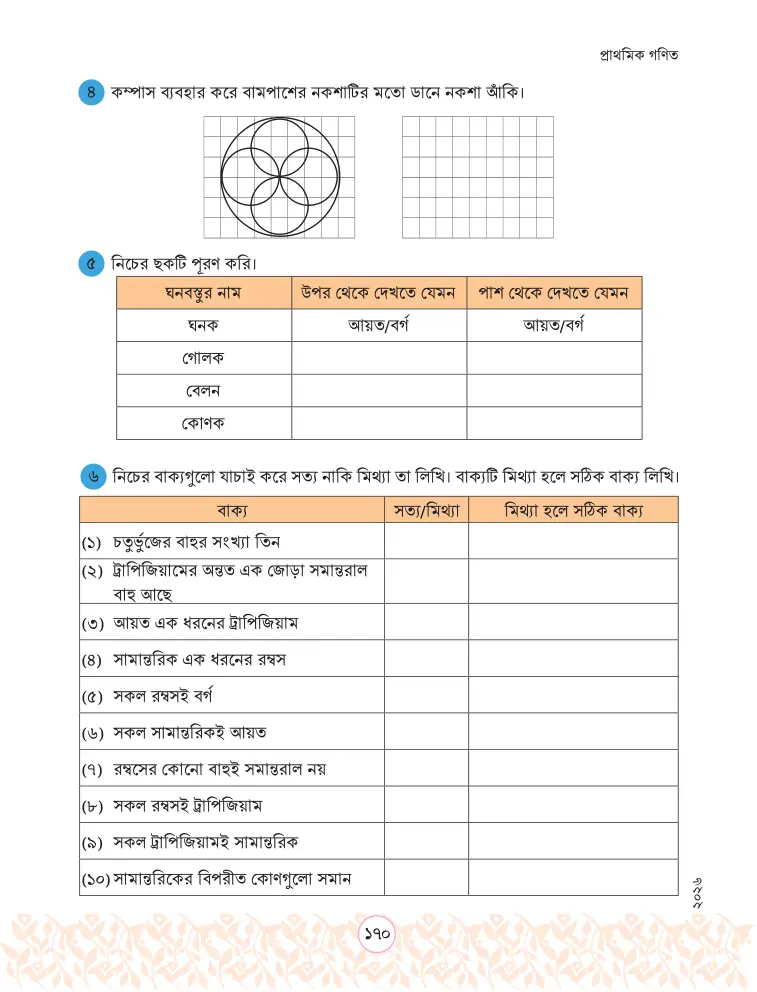 প্রাথমিক গণিত
৪ কম্পাস ব্যবহার করে বামপাশের নকশাটির মতো ডানে নকশা আঁকি।
৫ নিচের ছকটি পূরণ করি।
ঘনবস্তুর নাম উপর থেকে দেখতে যেমন পাশ থেকে দেখতে যেমন
ঘনক আয়ত/বর্গ আয়ত/বর্গ
গোলক
বেলন
কোণক
৬ নিচের বাক্যগুলো যাচাই করে সত্য নাকি মিথ্যা তা লিখি। বাক্যটি মিথ্যা হলে সঠিক বাক্য লিখি।
বাক্য সত্য/মিথ্যা মিথ্যা হলে সঠিক বাক্য
(১) চতুর্ভুজের বাহুর সংখ্যা তিন
(২) ট্রাপিজিয়ামের অন্তত এক জোড়া সমান্তরাল
বাহু আছে
(৩) আয়ত এক ধরনের ট্রাপিজিয়াম
(৪) সামান্তরিক এক ধরনের রম্বস
(৫) সকল রম্বসই বর্গ
(৬) সকল সামান্তরিকই আয়ত
(৭) রম্বসের কোনো বাহুই সমান্তরাল নয়
(৮) সকল রম্বসই ট্রাপিজিয়াম
(৯) সকল ট্রাপিজিয়ামই সামান্তরিক
(১০) সামান্তরিকের বিপরীত কোণগুলো সমান
২০২৬
১৭০